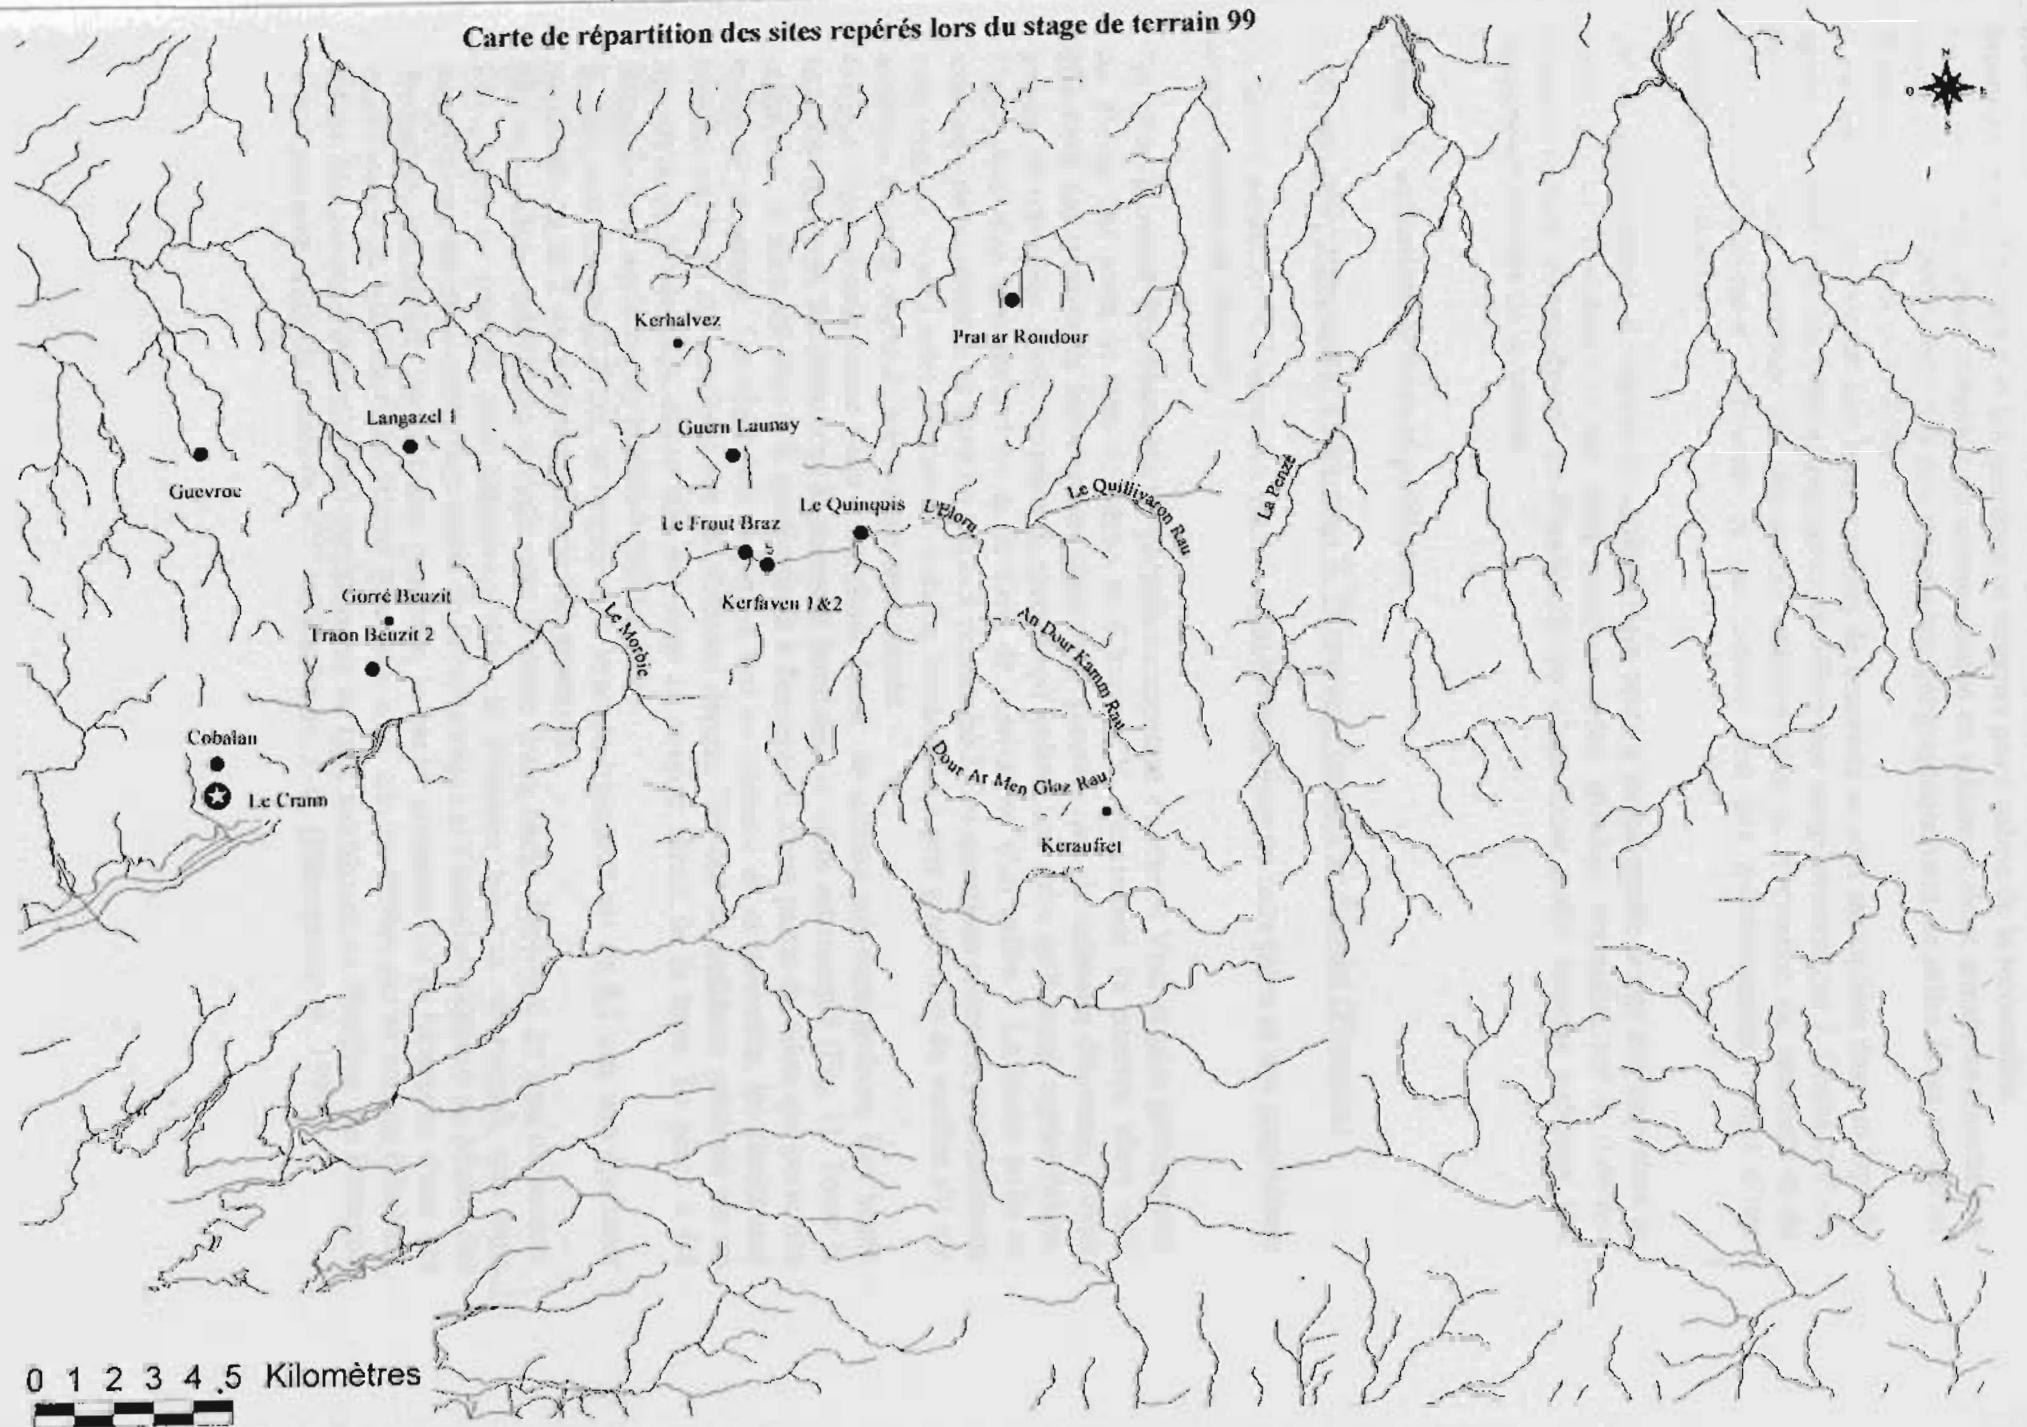 Carte de répartition des sites repérés lors du stage de terrain 99
N
O
E
S
Kerhalvez
Prat ar Roudour
Langazel 1
Guern Launay
Guevroc
Le Quinquis
L'Elorn
Le Quillivaron Rau
La Penzé
Le Frout Braz
Kerfaven 1&2
Gorré Beuzit
Traon Beuzit 2
Le Morbic
An Dour Kamm Rau
Cobalan
Le Crann
Dour Ar Men Glaz Rau
Keraufret
0 1 2 3 4 5 Kilomètres